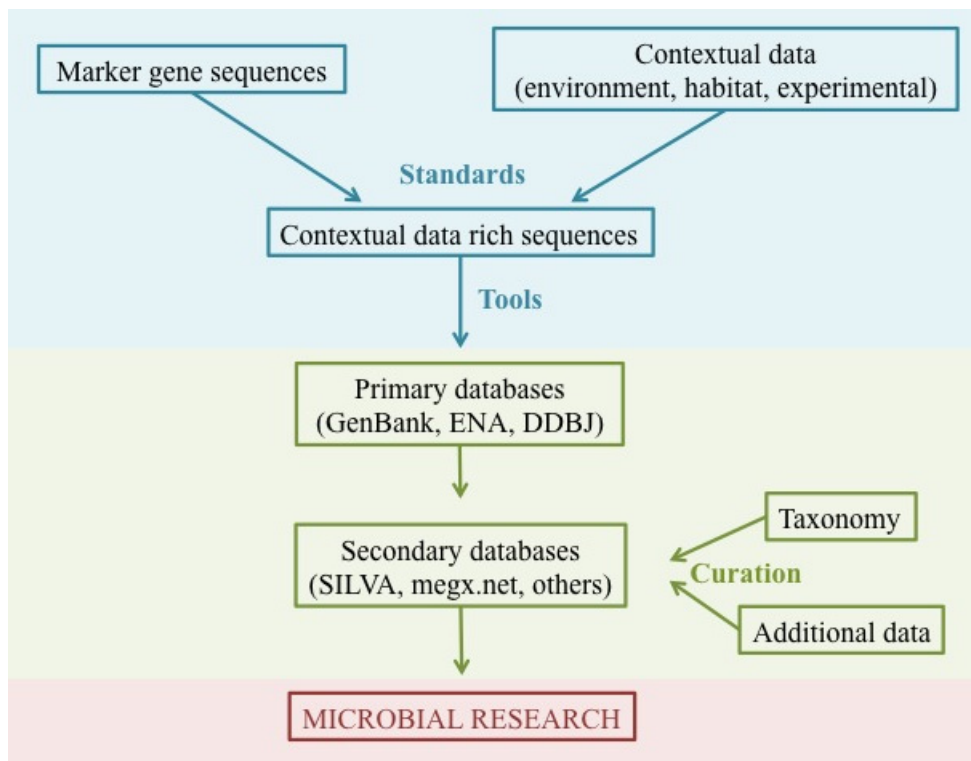 Marker gene sequences
Contextual data
(environment, habitat, experimental)
Standards
Contextual data rich sequences
Tools
Primary databases
(GenBank, ENA, DDBJ)
Secondary databases
(SILVA, megx.net, others)
Taxonomy
Curation
Additional data
MICROBIAL RESEARCH